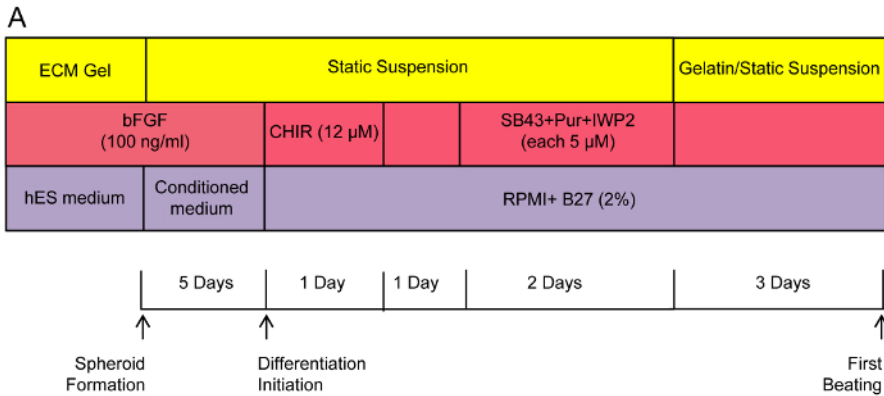 A
ECM Gel
Static Suspension
Gelatin/Static Suspension
bFGF
(100 ng/ml)
CHIR (12 µM)
SB43+Pur+IWP2
(each 5 µM)
hES medium
Conditioned
medium
RPMI+ B27 (2%)
5 Days
1 Day
1 Day
2 Days
3 Days
Spheroid
Formation
Differentiation
Initiation
First
Beating